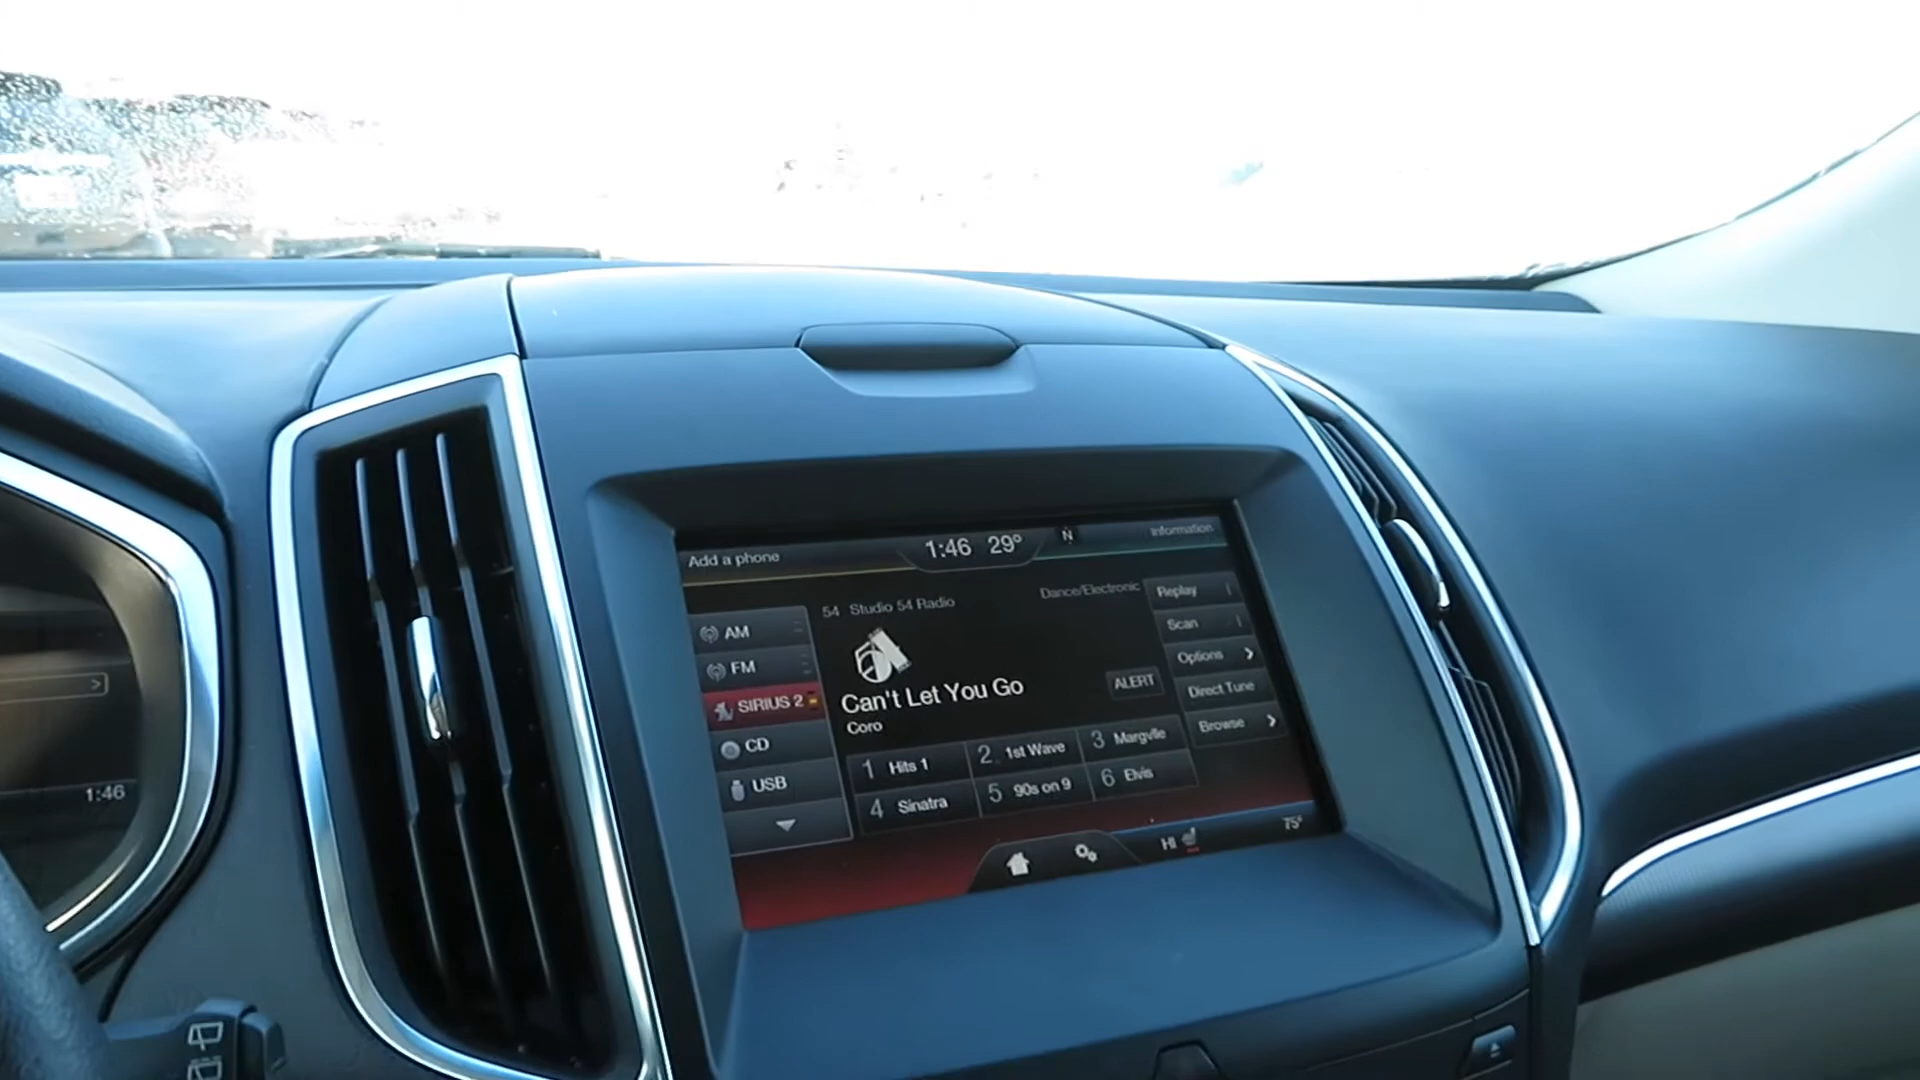 Add a phone
1:46 29° N
Information
54 Studio 54 Radio
Dance/Electronic
AM
FM
SIRIUS 2
CD
USB
54
Can't Let You Go
Coro
ALERT
1 Hits 1
2 1st Wave
3 Margvlle
4 Sinatra
5 90s on 9
6 Elvis
Replay
Scan
Options >
Direct Tune
Browse >
HI
75°
>
1:46